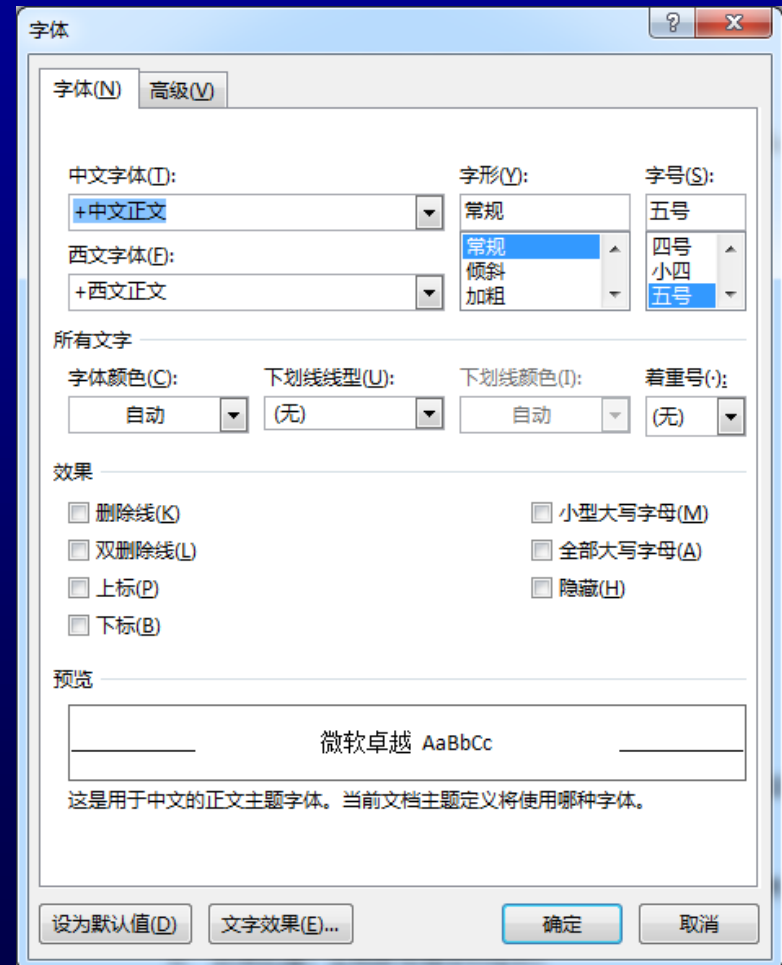 字体
字体(N) 高级(V)
中文字体(T): 字形(Y): 字号(S):
+中文正文 常规 五号
常规 四号
西文字体(F): 倾斜 小四
+西文正文 加粗 五号
所有文字
字体颜色(C): 下划线线型(U): 下划线颜色(I): 着重号(·):
自动 (无) 自动 (无)
效果
删除线(K) 小型大写字母(M)
双删除线(L) 全部大写字母(A)
上标(P) 隐藏(H)
下标(B)
预览
微软卓越 AaBbCc
这是用于中文的正文主题字体。当前文档主题定义将使用哪种字体。
设为默认值(D) 文字效果(E)... 确定 取消